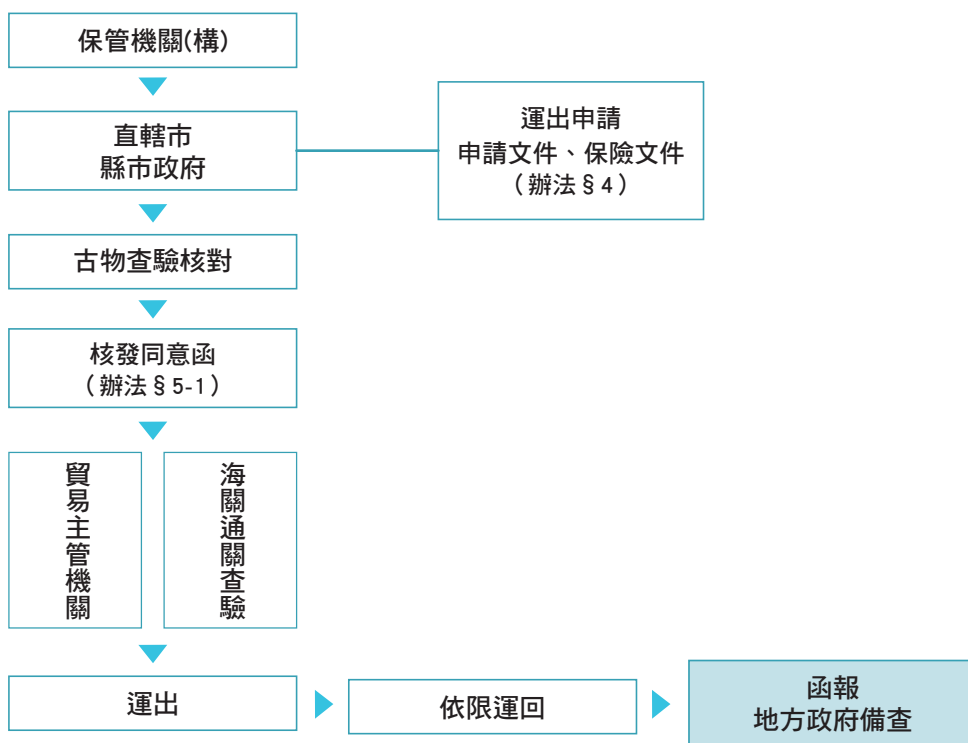 保管機關(構)
直轄市
縣市政府
運出申請
申請文件、保險文件
（辦法§4）
古物查驗核對
核發同意函
（辦法§5-1）
貿易主管機關
海關通關查驗
運出
依限運回
函報
地方政府備查